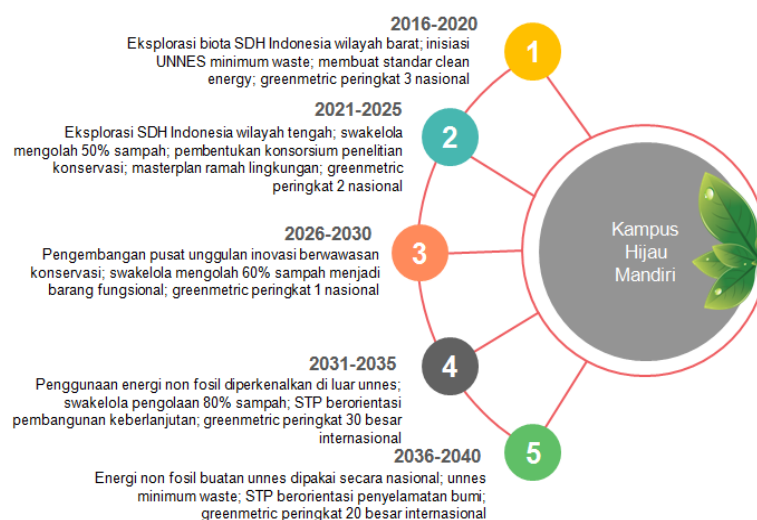 2016-2020
Eksplorasi biota SDH Indonesia wilayah barat; inisiasi
UNNES minimum waste; membuat standar clean
energy; greenmetric peringkat 3 nasional
1
2021-2025
Eksplorasi SDH Indonesia wilayah tengah; swakelola
mengolah 50% sampah; pembentukan konsorsium penelitian
konservasi; masterplan ramah lingkungan; greenmetric
peringkat 2 nasional
2
2026-2030
Pengembangan pusat unggulan inovasi berwawasan
konservasi; swakelola mengolah 60% sampah menjadi
barang fungsional; greenmetric peringkat 1 nasional
3
2031-2035
Penggunaan energi non fosil diperkenalkan di luar unnes;
swakelola pengolaan 80% sampah; STP berorientasi
pembangunan keberlanjutan; greenmetric peringkat 30 besar
internasional
4
2036-2040
Energi non fosil buatan unnes dipakai secara nasional; unnes
minimum waste; STP berorientasi penyelamatan bumi;
greenmetric peringkat 20 besar internasional
5
Kampus
Hijau
Mandiri